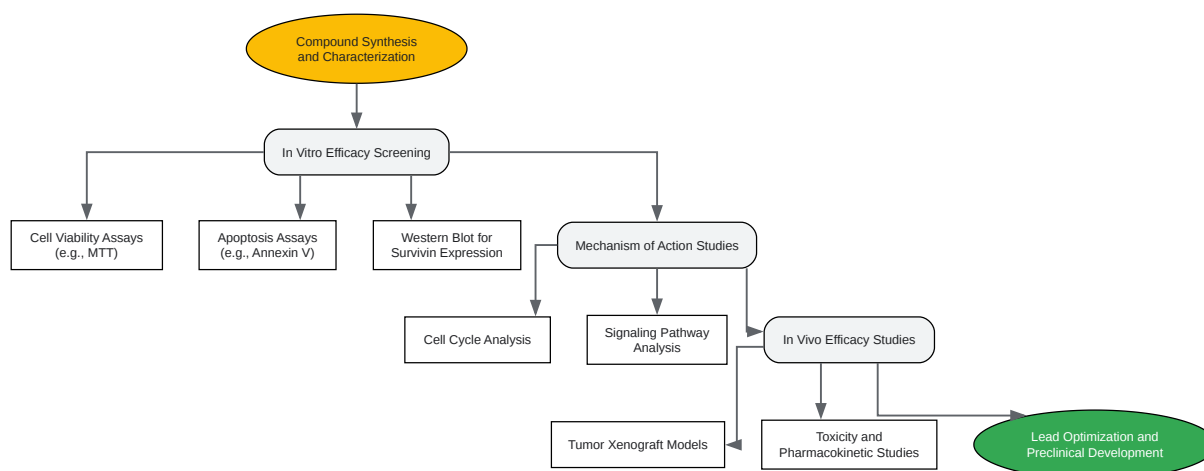 Compound Synthesis
and Characterization
In Vitro Efficacy Screening
Cell Viability Assays
(e.g., MTT)
Apoptosis Assays
(e.g., Annexin V)
Western Blot for
Survivin Expression
Mechanism of Action Studies
Cell Cycle Analysis
Signaling Pathway
Analysis
In Vivo Efficacy Studies
Tumor Xenograft Models
Toxicity and
Pharmacokinetic Studies
Lead Optimization and
Preclinical Development